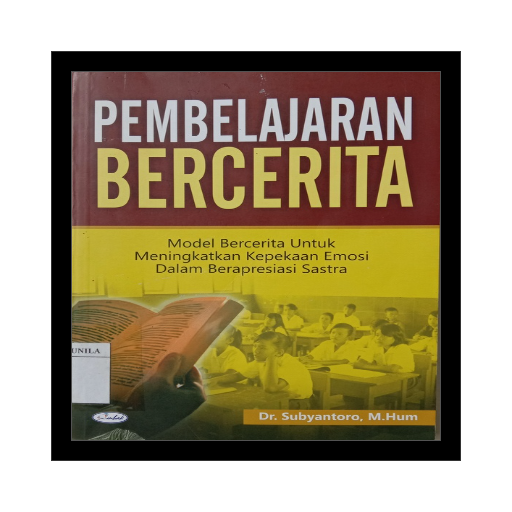 PEMBELAJARAN
BERCERITA
Model Bercerita Untuk
Meningkatkan Kepekaan Emosi
Dalam Berapresiasi Sastra
UNILA
Dr. Subyantoro, M.Hum